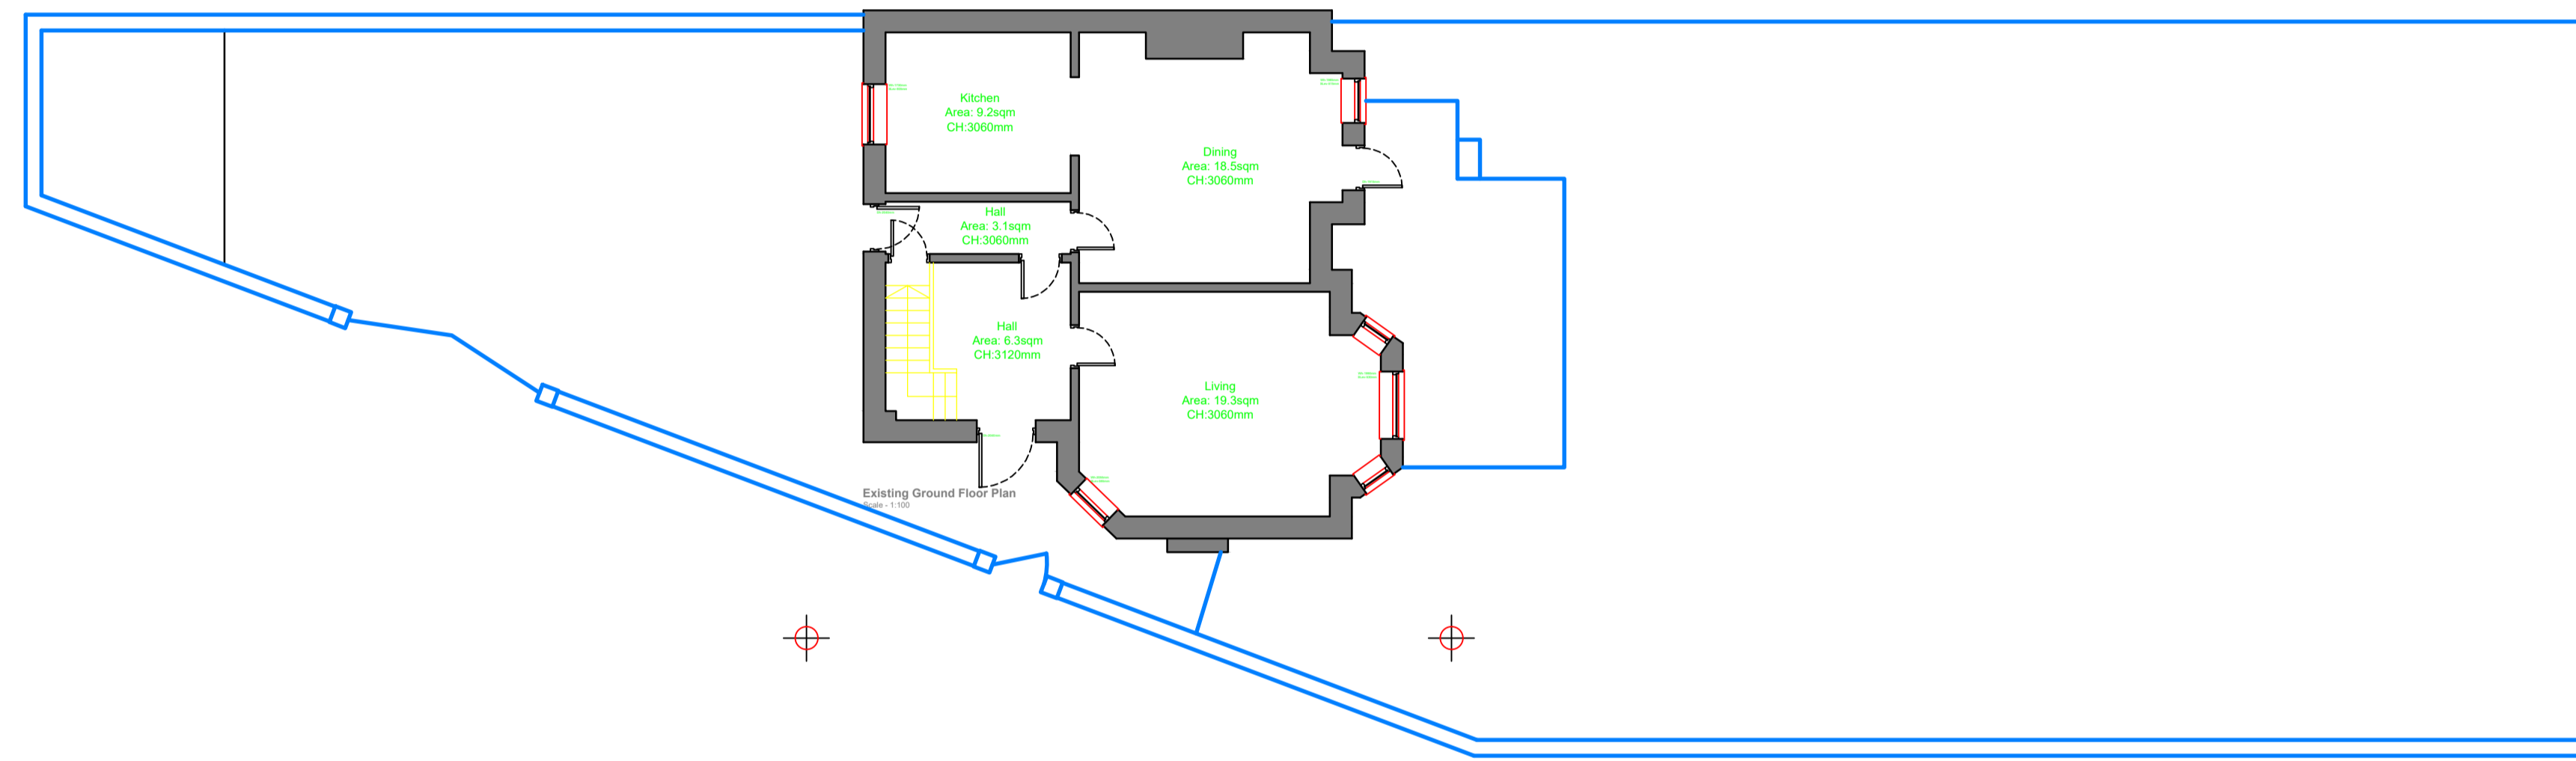 Kitchen
Area: 9.2sqm
CH:3060mm
Dining
Area: 18.5sqm
CH:3060mm
Hall
Area: 3.1sqm
CH:3060mm
Hall
Area: 6.3sqm
CH:3120mm
Living
Area: 19.3sqm
CH:3060mm
Existing Ground Floor Plan
Scale - 1:100